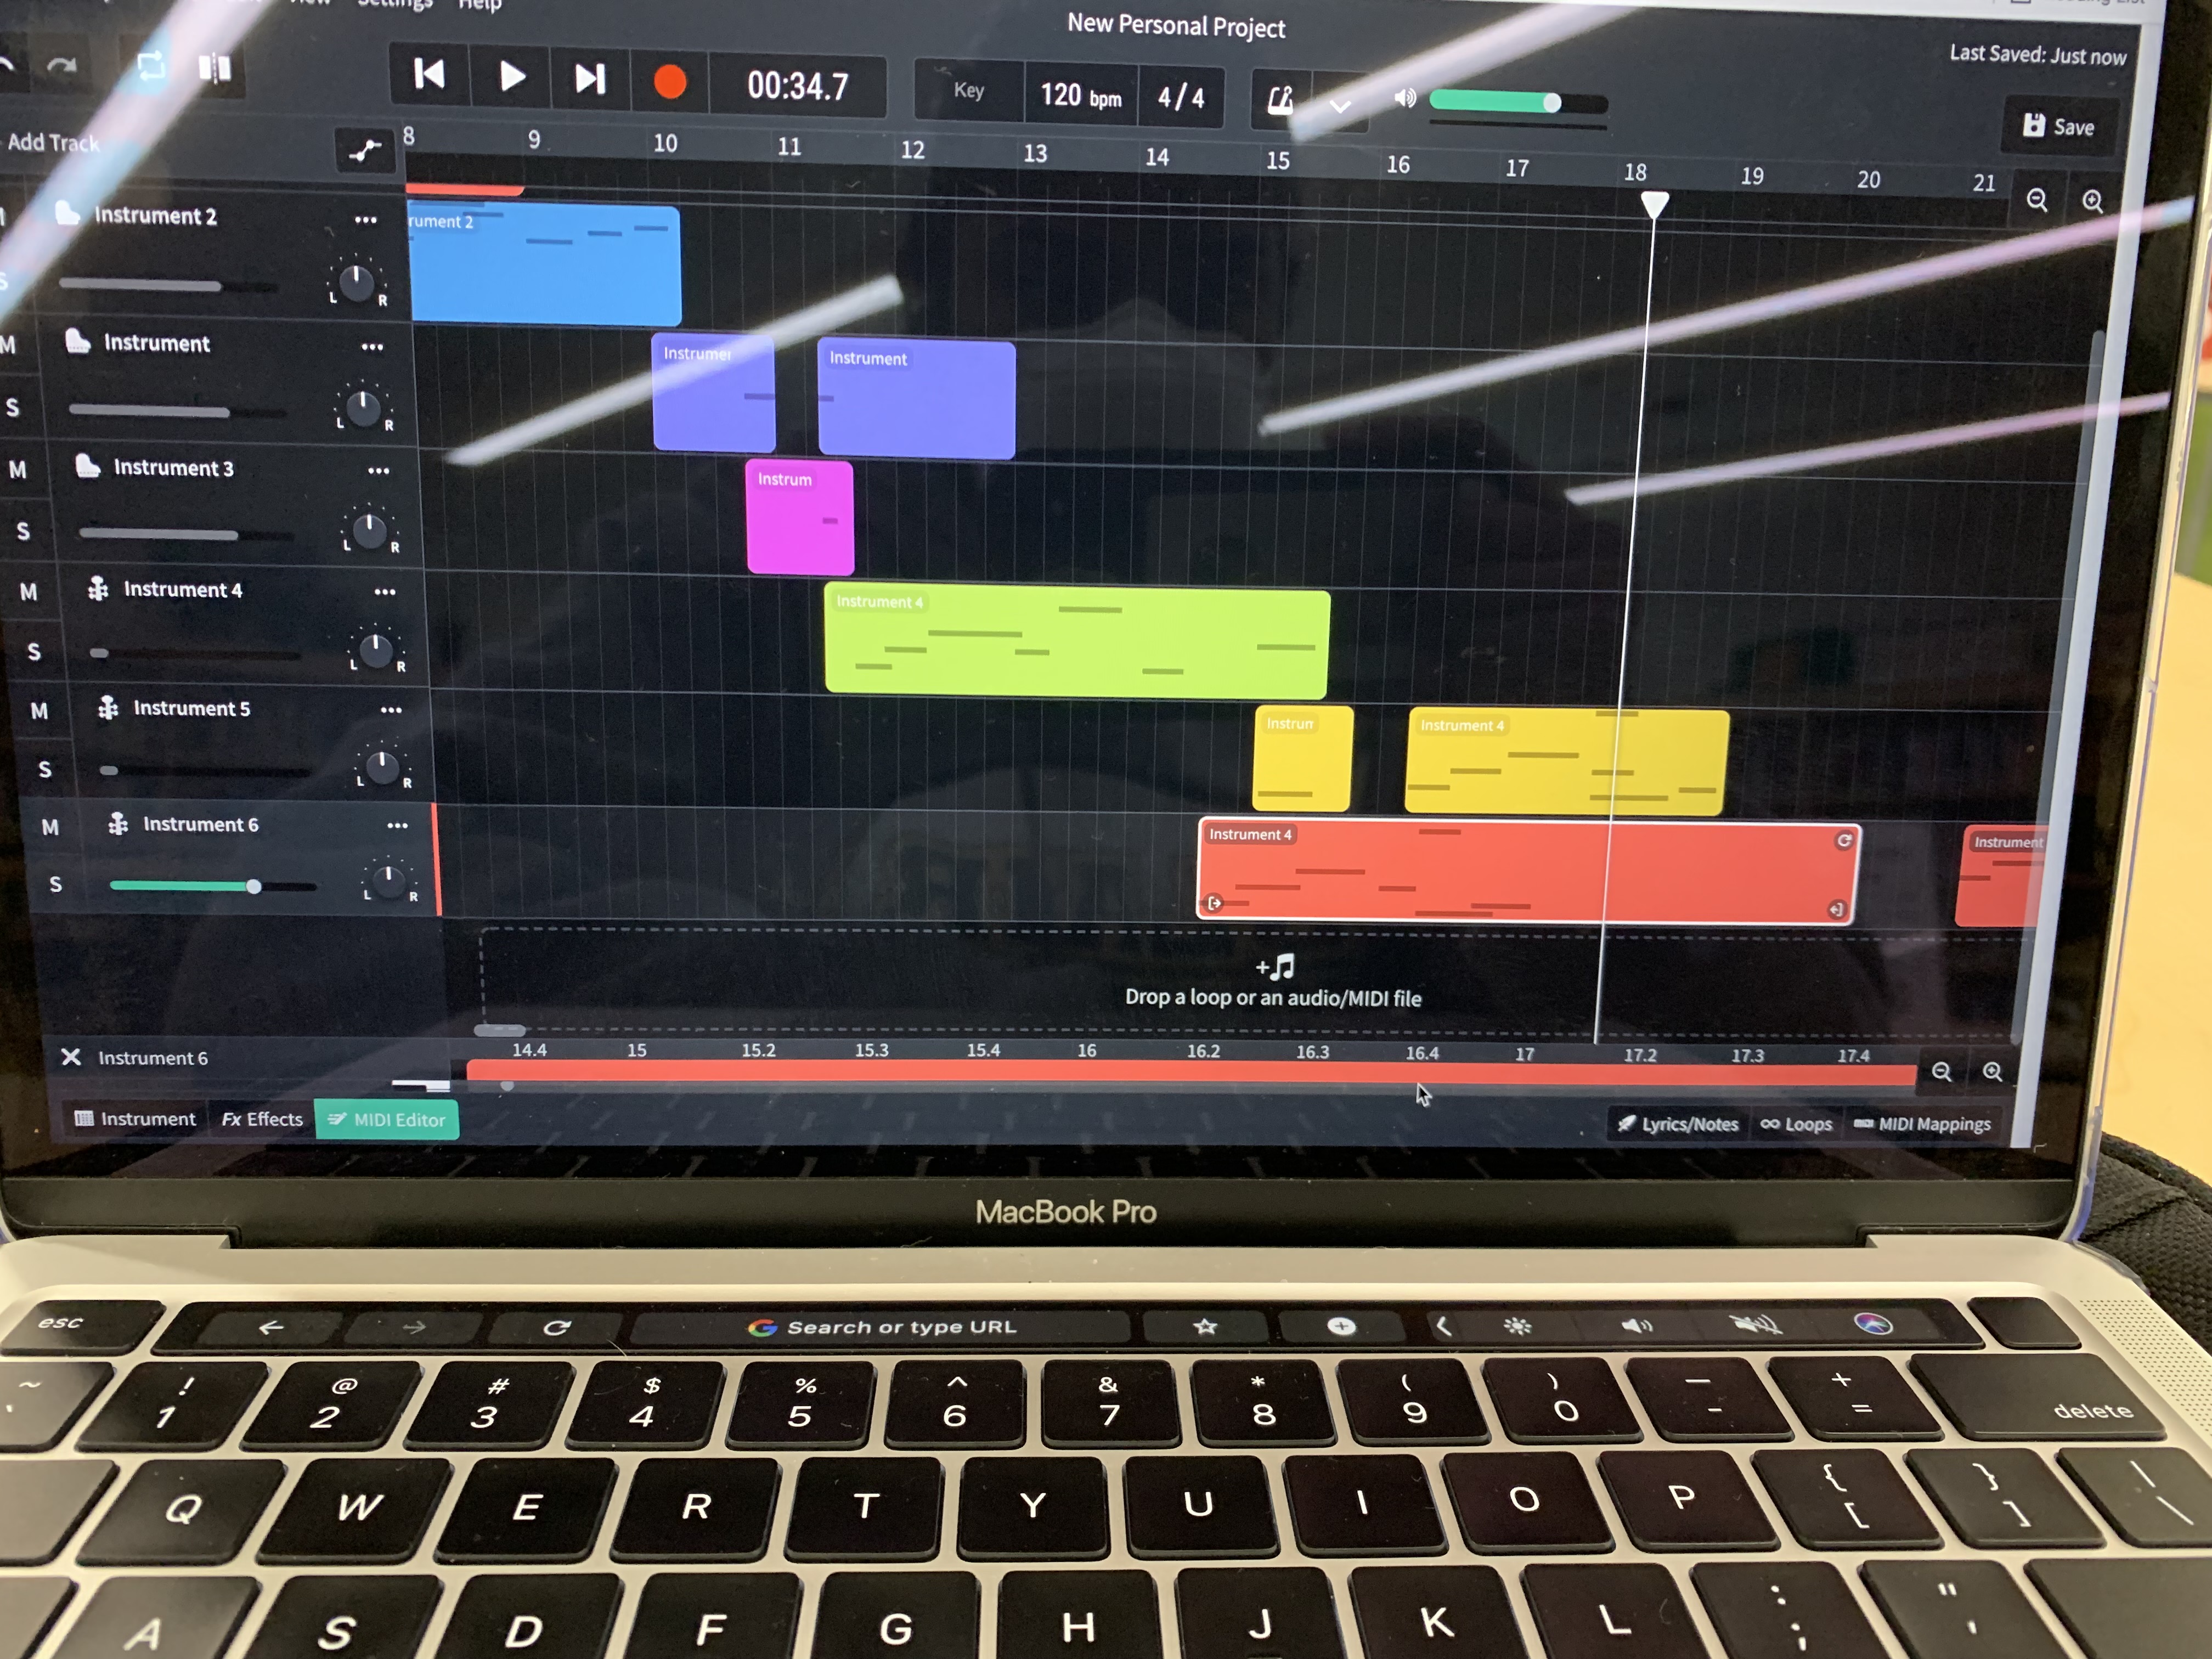 Settings Help
New Personal Project
Last Saved: Just now
00:34.7
Key
120 bpm
4/4
Save
Add Track
8 9 10 11 12 13 14 15 16 17 18 19 20 21
Instrument 2
rument 2
S
L R
M Instrument
Instrumer
Instrument
S
L R
M Instrument 3
Instrum
S
L R
M Instrument 4
Instrument 4
S
L R
M Instrument 5
Instrum
Instrument 4
S
L R
M Instrument 6
Instrument 4
Instrument
S
L R
Drop a loop or an audio/MIDI file
Instrument 6
14.4 15 15.2 15.3 15.4 16 16.2 16.3 16.4 17 17.2 17.3 17.4
Instrument
Fx Effects
MIDI Editor
Lyrics/Notes
Loops
MIDI Mappings
MacBook Pro
esc
Search or type URL
~ ! @ # $ % ^ & * ( ) — +
1 2 3 4 5 6 7 8 9 0 - = delete
{ } |
Q W E R T Y U I O P [ ] \
: "
A S D F G H J K L ; '